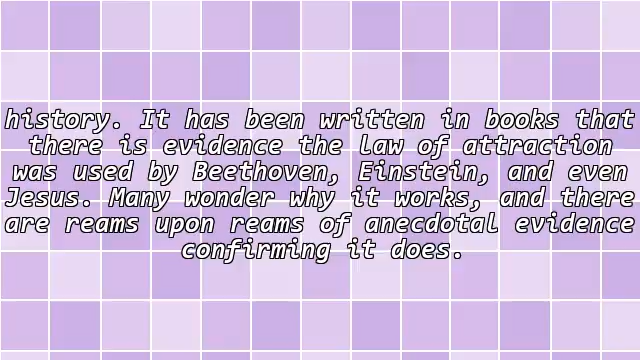 history. It has been written in books that
there is evidence the law of attraction
was used by Beethoven, Einstein, and even
Jesus. Many wonder why it works, and there
are reams upon reams of anecdotal evidence
confirming it does.